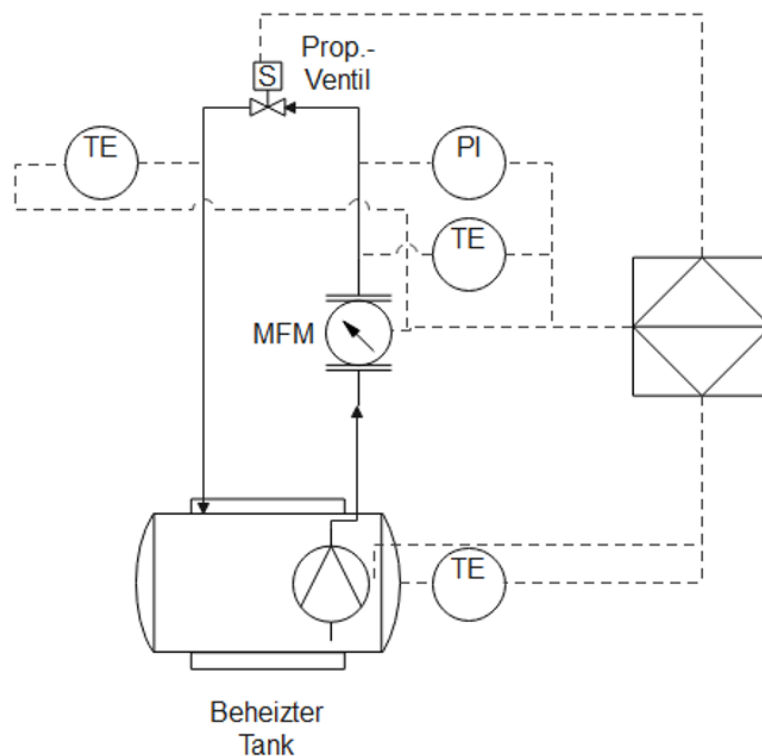 Prop.-
Ventil
S
TE
PI
TE
MFM
TE
Beheizter
Tank